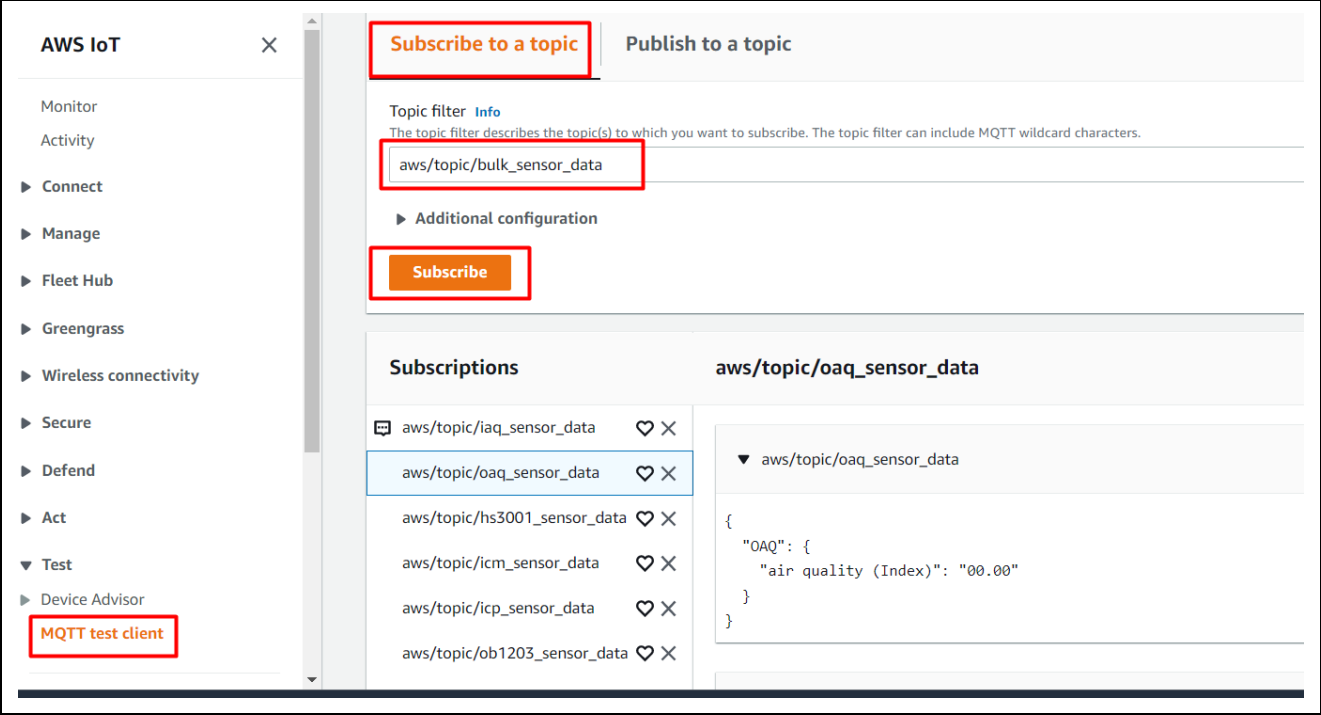 AWS IoT
Monitor
Activity
Connect
Manage
Fleet Hub
Greengrass
Wireless connectivity
Secure
Defend
Act
Test
Device Advisor
MQTT test client
Subscribe to a topic
Publish to a topic
Topic filter Info
The topic filter describes the topic(s) to which you want to subscribe. The topic filter can include MQTT wildcard characters.
aws/topic/bulk_sensor_data
Additional configuration
Subscribe
Subscriptions
aws/topic/iaq_sensor_data
aws/topic/oaq_sensor_data
aws/topic/hs3001_sensor_data
aws/topic/icm_sensor_data
aws/topic/icp_sensor_data
aws/topic/ob1203_sensor_data
aws/topic/oaq_sensor_data
aws/topic/oaq_sensor_data
{
"OAQ": {
"air quality (Index)": "00.00"
}
}